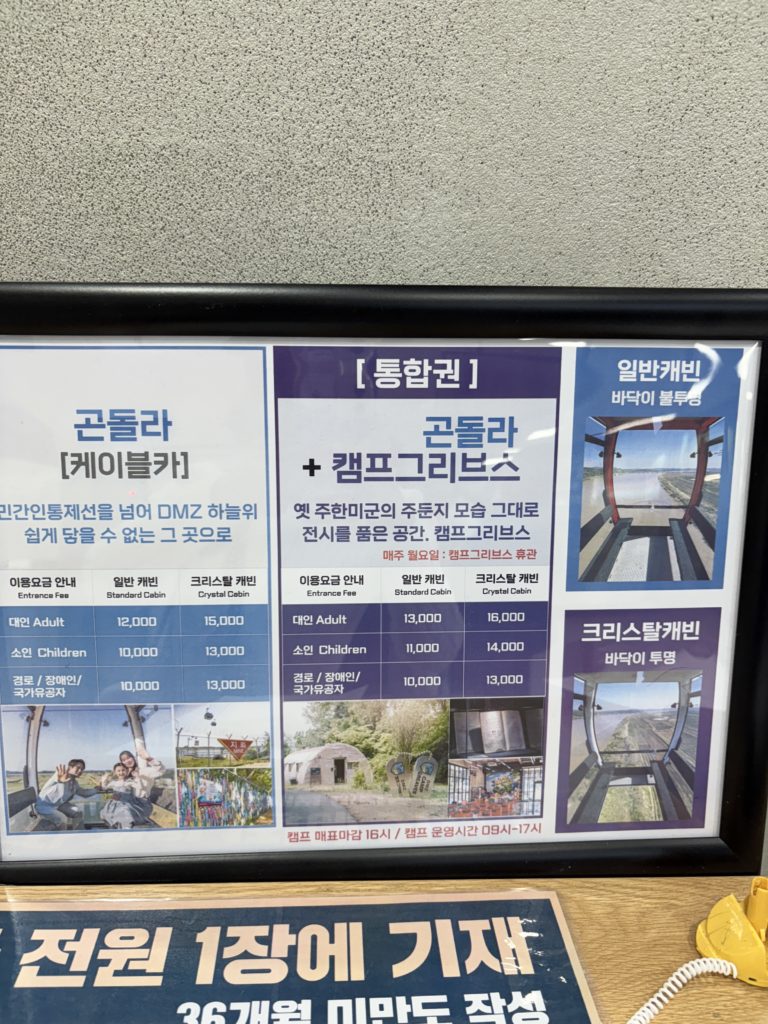 곤돌라
[케이블카]
민간인통제선을 넘어 DMZ 하늘위
쉽게 닿을 수 없는 그 곳으로
이용요금 안내 일반 캐빈 크리스탈 캐빈
Entrance Fee Standard Cabin Crystal Cabin
대인 Adult 12,000 15,000
소인 Children 10,000 13,000
경로 / 장애인/
국가유공자 10,000 13,000
지뢰
[ 통합권 ]
곤돌라
+ 캠프그리브스
옛 주한미군의 주둔지 모습 그대로
전시를 품은 공간. 캠프그리브스
매주 월요일 : 캠프그리브스 휴관
이용요금 안내 일반 캐빈 크리스탈 캐빈
Entrance Fee Standard Cabin Crystal Cabin
대인 Adult 13,000 16,000
소인 Children 11,000 14,000
경로 / 장애인/
국가유공자 10,000 13,000
캠프 매표마감 16시 / 캠프 운영시간 09시-17시
일반캐빈
바닥이 불투명
크리스탈캐빈
바닥이 투명
전원 1장에 기재
36개월 미만도 작성